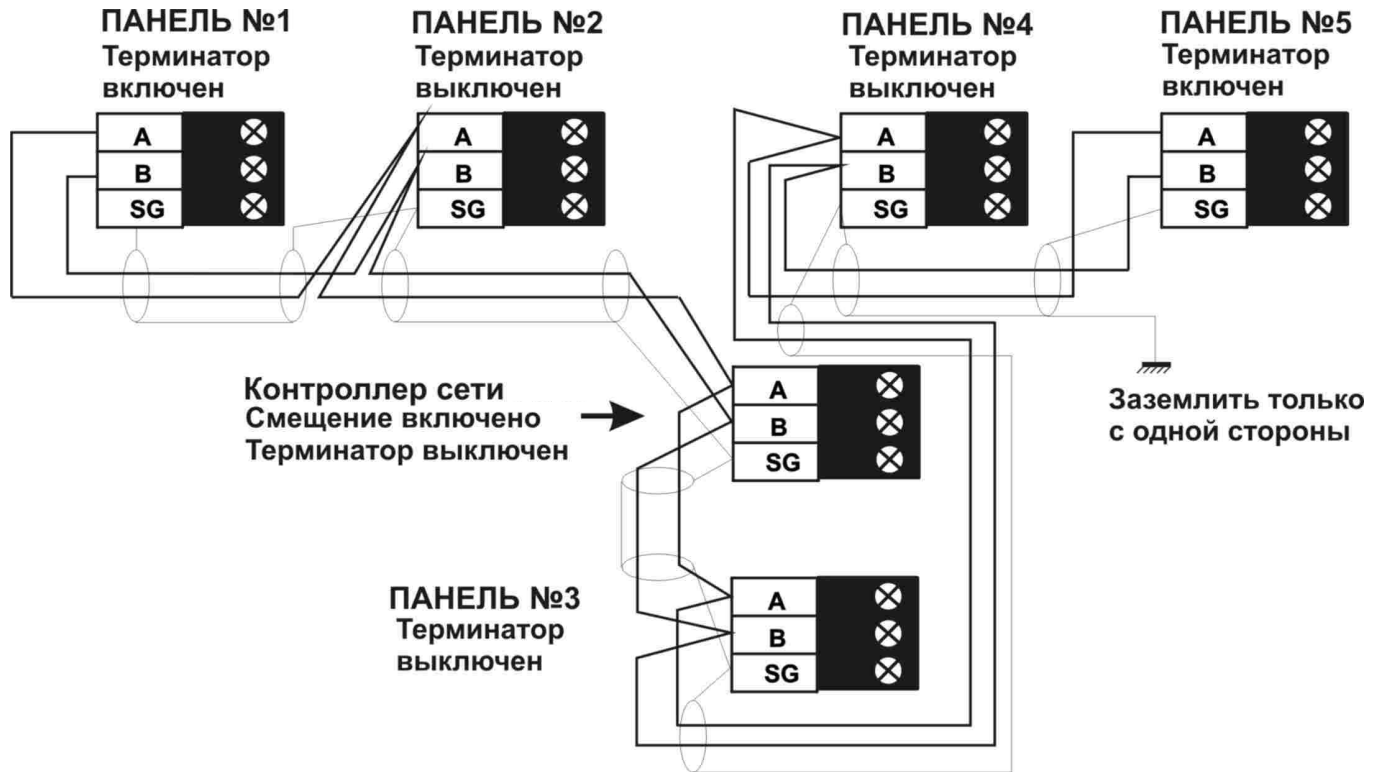 ПАНЕЛЬ №1
Терминатор
включен
A
B
SG
ПАНЕЛЬ №2
Терминатор
выключен
A
B
SG
ПАНЕЛЬ №4
Терминатор
выключен
A
B
SG
ПАНЕЛЬ №5
Терминатор
включен
A
B
SG
Контроллер сети
Смещение включено
Терминатор выключен
A
B
SG
Заземлить только
с одной стороны
ПАНЕЛЬ №3
Терминатор
выключен
A
B
SG